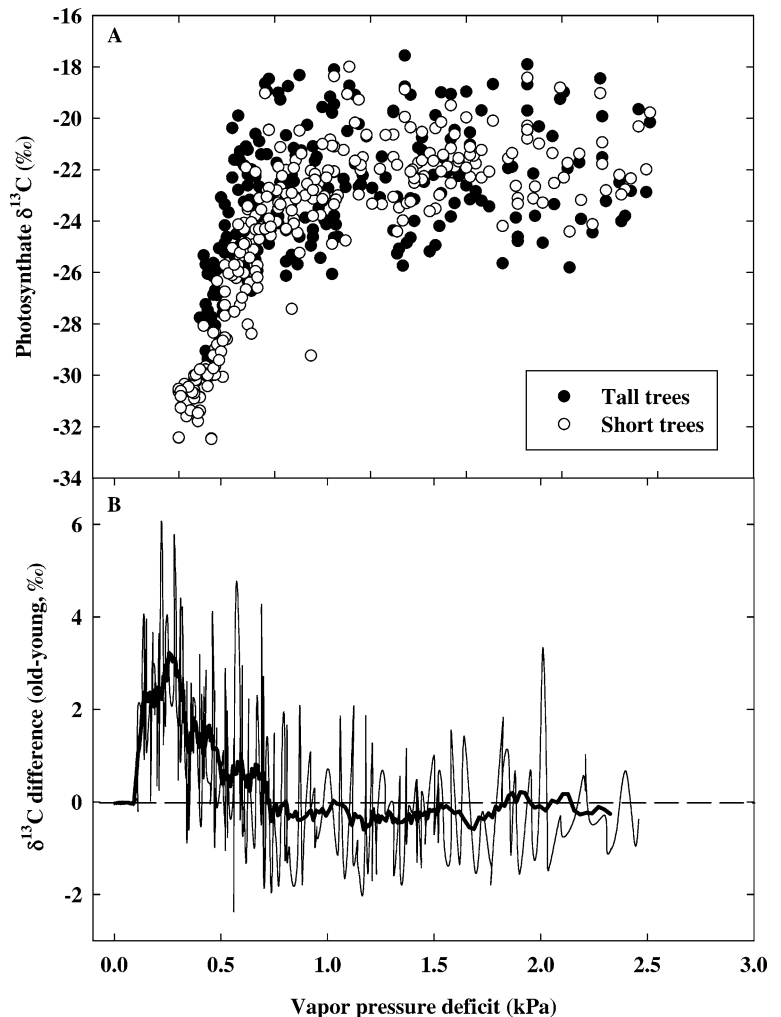 -16
A
-18
-20
-22
-24
-26
-28
-30
-32
-34
Photosynthate δ¹³C (‰)
Tall trees
Short trees
B
6
4
2
0
-2
δ¹³C difference (old-young, ‰)
0.0 0.5 1.0 1.5 2.0 2.5 3.0
Vapor pressure deficit (kPa)